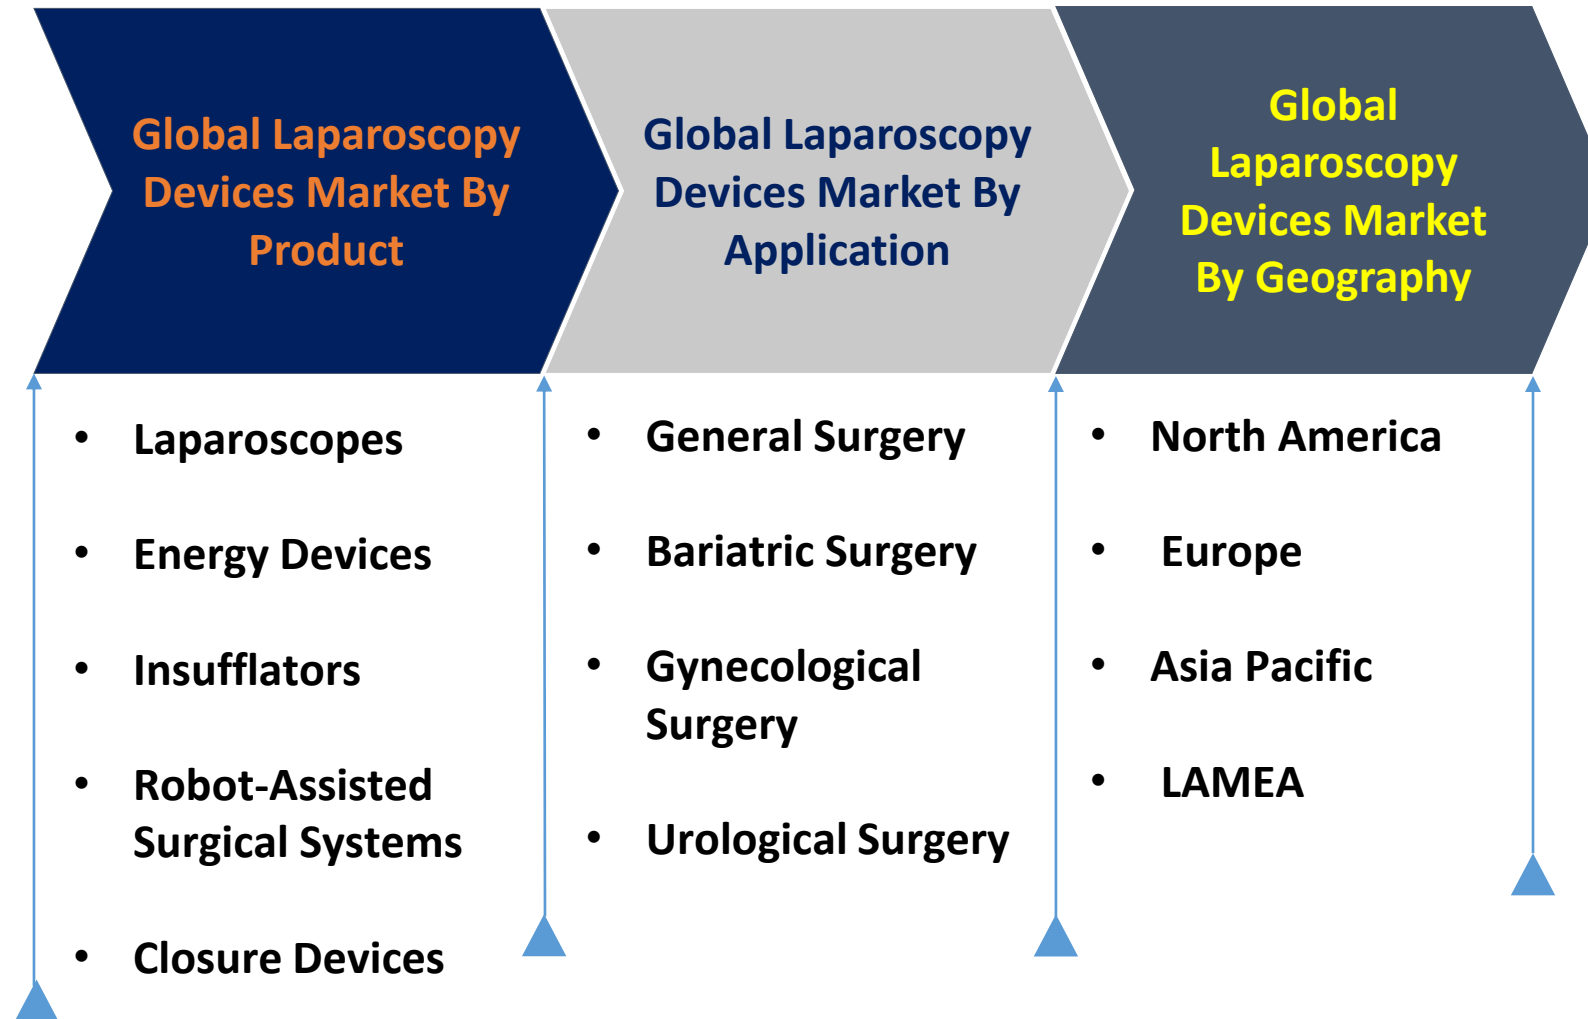 Global Laparoscopy
Devices Market By
Product
Global Laparoscopy
Devices Market By
Application
Global
Laparoscopy
Devices Market
By Geography
• Laparoscopes
• Energy Devices
• Insufflators
• Robot-Assisted
Surgical Systems
• Closure Devices
• General Surgery
• Bariatric Surgery
• Gynecological
Surgery
• Urological Surgery
• North America
• Europe
• Asia Pacific
• LAMEA